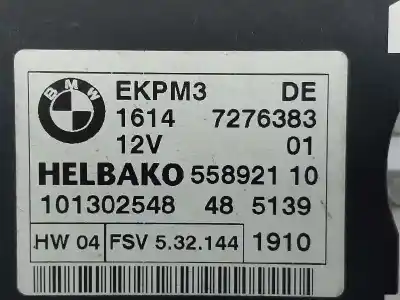 BMW
EKPM3 DE
1614 7276383
12V 01
HELBAKO 558921 10
101302548 48 5139
HW 04 FSV 5.32.144 1910